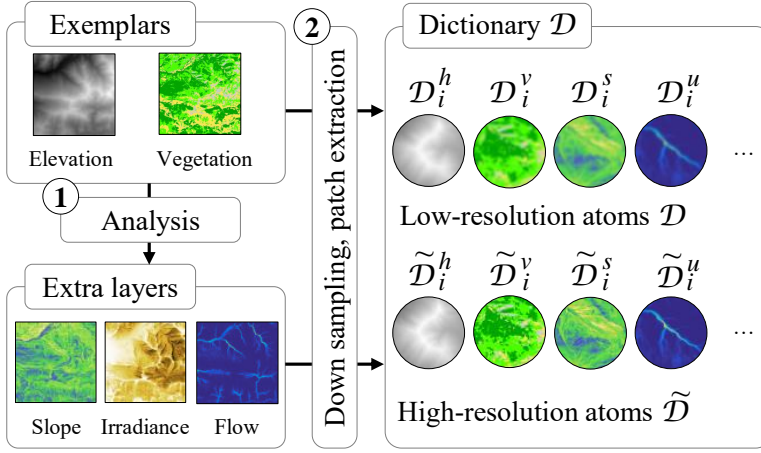 Exemplars
Elevation Vegetation
1
Analysis
Extra layers
Slope Irradiance Flow
2
Down sampling, patch extraction
Dictionary 𝒟
𝒟ᵢʰ 𝒟ᵢᵛ 𝒟ᵢˢ 𝒟ᵢᵘ
...
Low-resolution atoms 𝒟
𝒟̃ᵢʰ 𝒟̃ᵢᵛ 𝒟̃ᵢˢ 𝒟̃ᵢᵘ
...
High-resolution atoms 𝒟̃